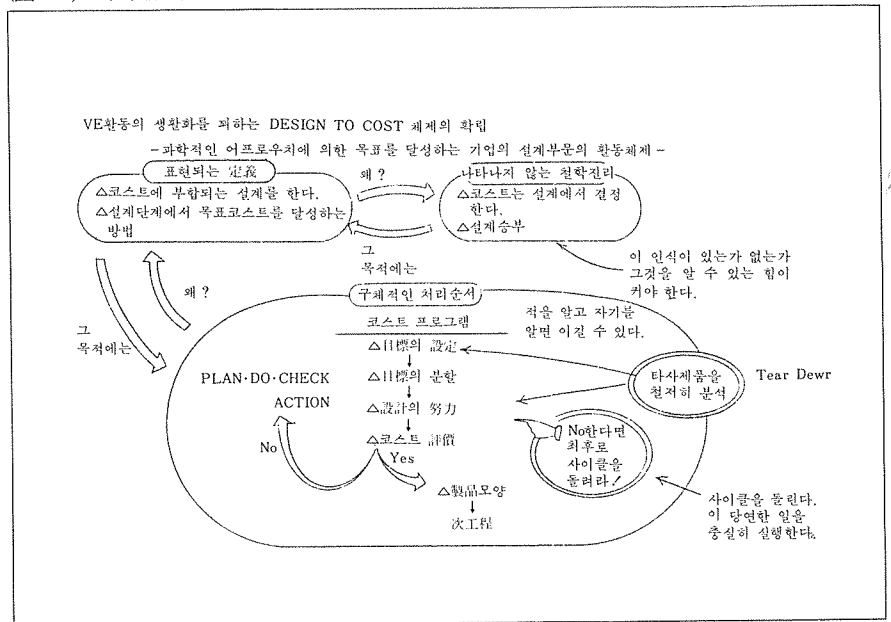 VE활동의 생활화를 꾀하는 DESIGN TO COST 체제의 확립
-과학적인 어프로우치에 의한 목표를 달성하는 기업의 설계부문의 활동체제-
표현되는 定義
△코스트에 부합되는 설계를 한다.
△설계단계에서 목표코스트를 달성하는
방법
왜?
그
목적에는
나타나지 않는 철학진리
△코스트는 설계에서 결정
한다.
△설계승부
이 인식이 있는가 없는가
그것을 알 수 있는 힘이
커야 한다.
왜?
그
목적에는
구체적인 처리순서
코스트 프로그램
△目標의 設定
△目標의 분할
△設計의 努力
△코스트 評價
PLAN·DO·CHECK
ACTION
No
Yes
△製品모양
次工程
적을 알고 자기를
알면 이길 수 있다.
타사제품을
철저히 분석
Tear Dewr
No한다면
최후로
사이클을
돌려라!
사이클을 돌린다.
이 당연한 일을
충실히 실행한다.